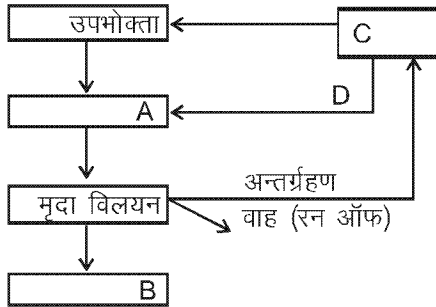 उपभोक्ता
C
A
D
अन्तर्ग्रहण
मृदा विलयन
वाह (रन ऑफ)
B